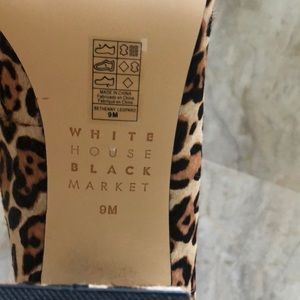 MADE IN CHINA
Fabricado en China
Fabriqué en Chine
BETHENNY LEOPARD
9M
WHITE
HOUSE
BLACK
MARKET
9M